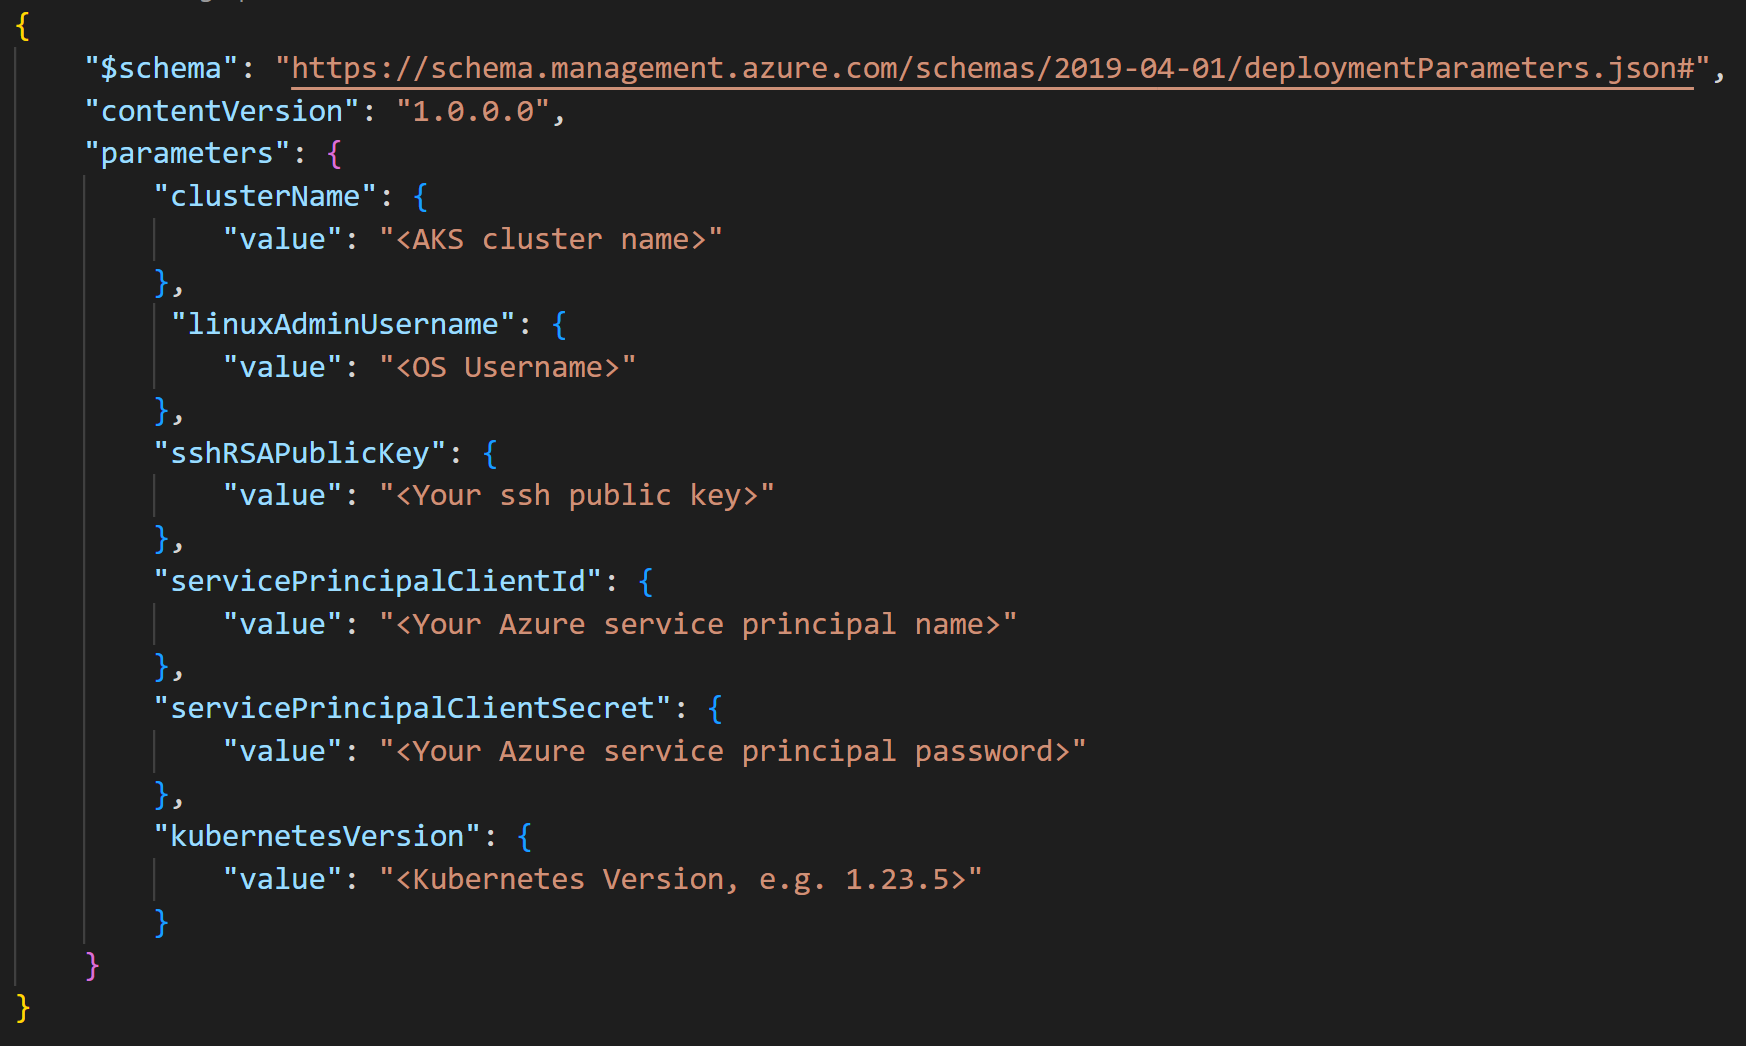 {
"$schema": "https://schema.management.azure.com/schemas/2019-04-01/deploymentParameters.json#",
"contentVersion": "1.0.0.0",
"parameters": {
"clusterName": {
"value": "<AKS cluster name>"
},
"linuxAdminUsername": {
"value": "<OS Username>"
},
"sshRSAPublicKey": {
"value": "<Your ssh public key>"
},
"servicePrincipalClientId": {
"value": "<Your Azure service principal name>"
},
"servicePrincipalClientSecret": {
"value": "<Your Azure service principal password>"
},
"kubernetesVersion": {
"value": "<Kubernetes Version, e.g. 1.23.5>"
}
}
}